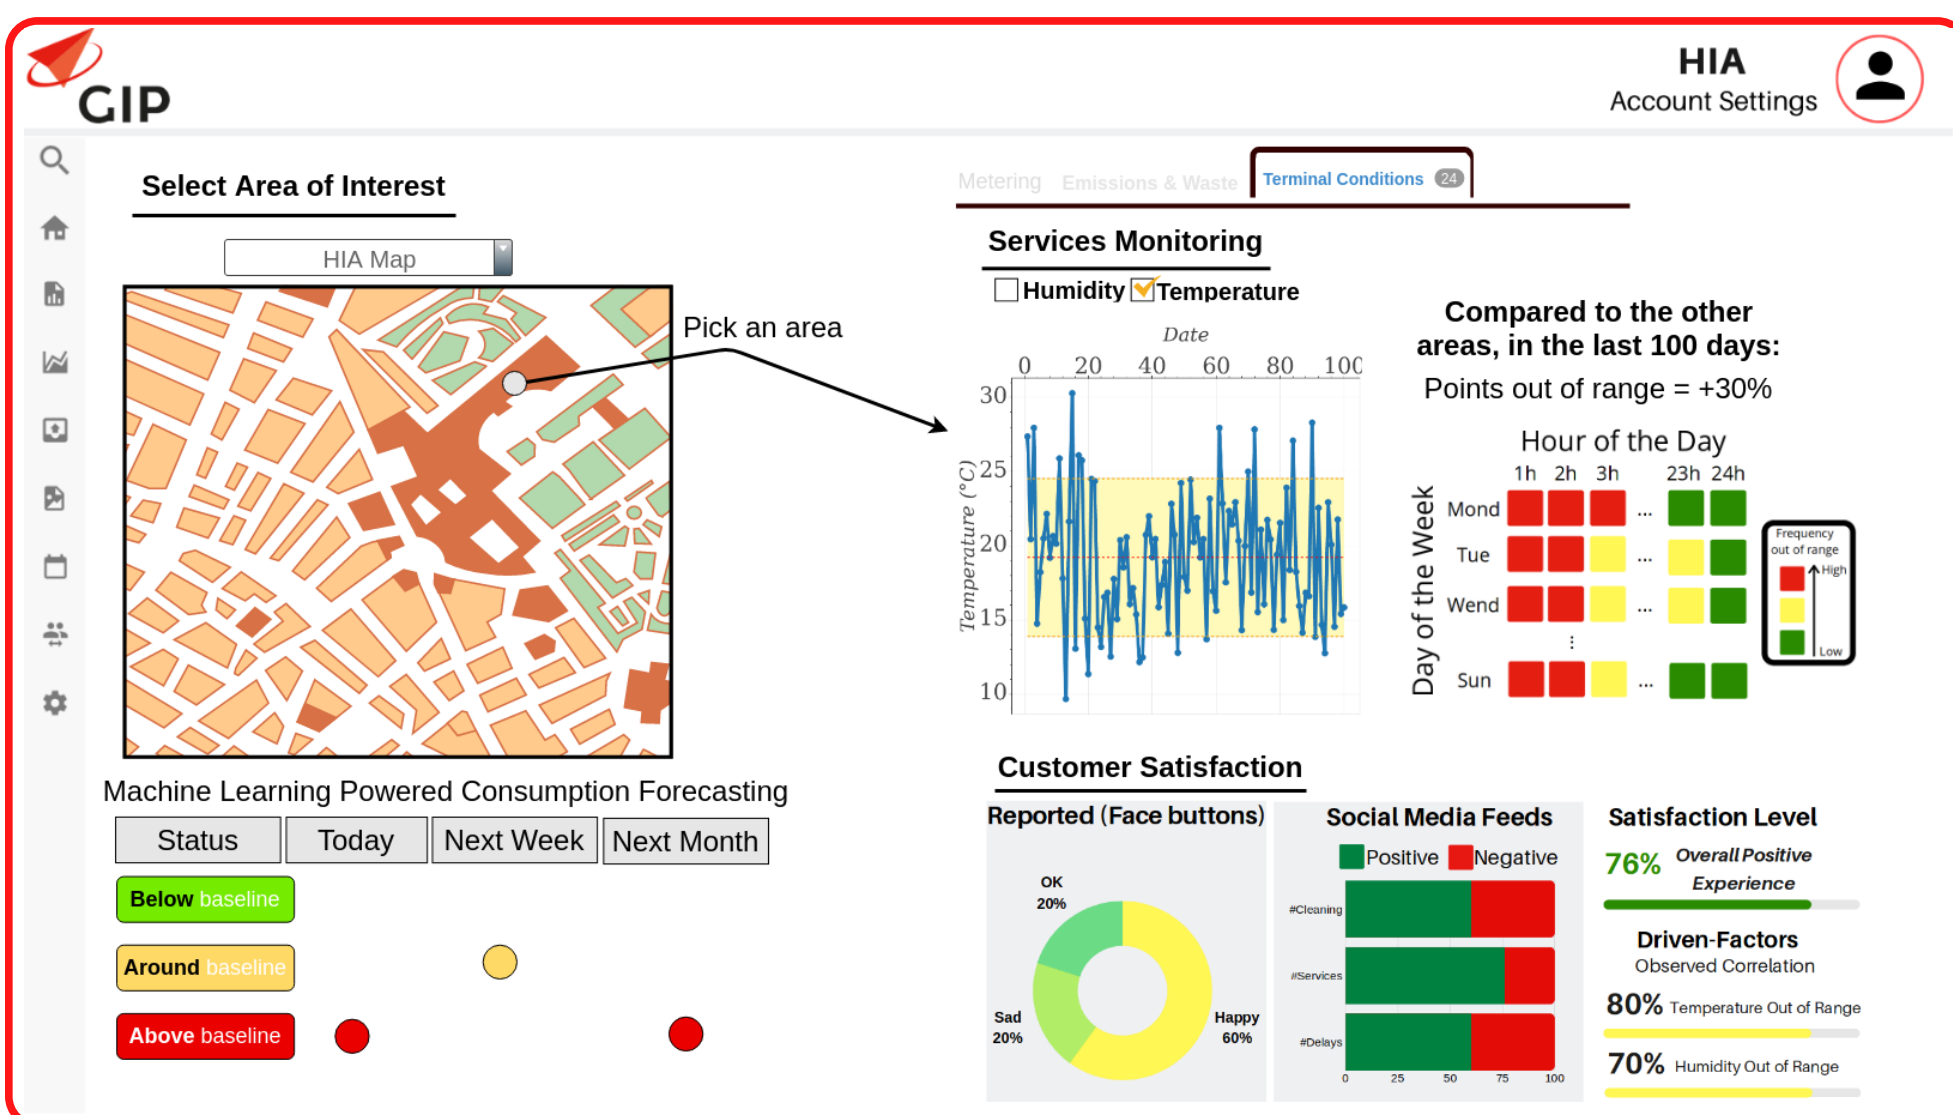 GIP
HIA
Account Settings
Select Area of Interest
HIA Map
Pick an area
Metering
Emissions & Waste
Terminal Conditions 24
Services Monitoring
Humidity
Temperature
Date
0 20 40 60 80 100
Temperature (°C)
30
25
20
15
10
Compared to the other
areas, in the last 100 days:
Points out of range = +30%
Hour of the Day
1h 2h 3h 23h 24h
Day of the Week
Mond ...
Tue ...
Wend ...
...
Sun ...
Frequency
out of range
High
Low
Machine Learning Powered Consumption Forecasting
Status Today Next Week Next Month
Below baseline
Around baseline
Above baseline
Customer Satisfaction
Reported (Face buttons)
OK
20%
Sad
20%
Happy
60%
Social Media Feeds
Positive Negative
#Cleaning
#Services
#Delays
0 25 50 75 100
Satisfaction Level
76% Overall Positive
Experience
Driven-Factors
Observed Correlation
80% Temperature Out of Range
70% Humidity Out of Range